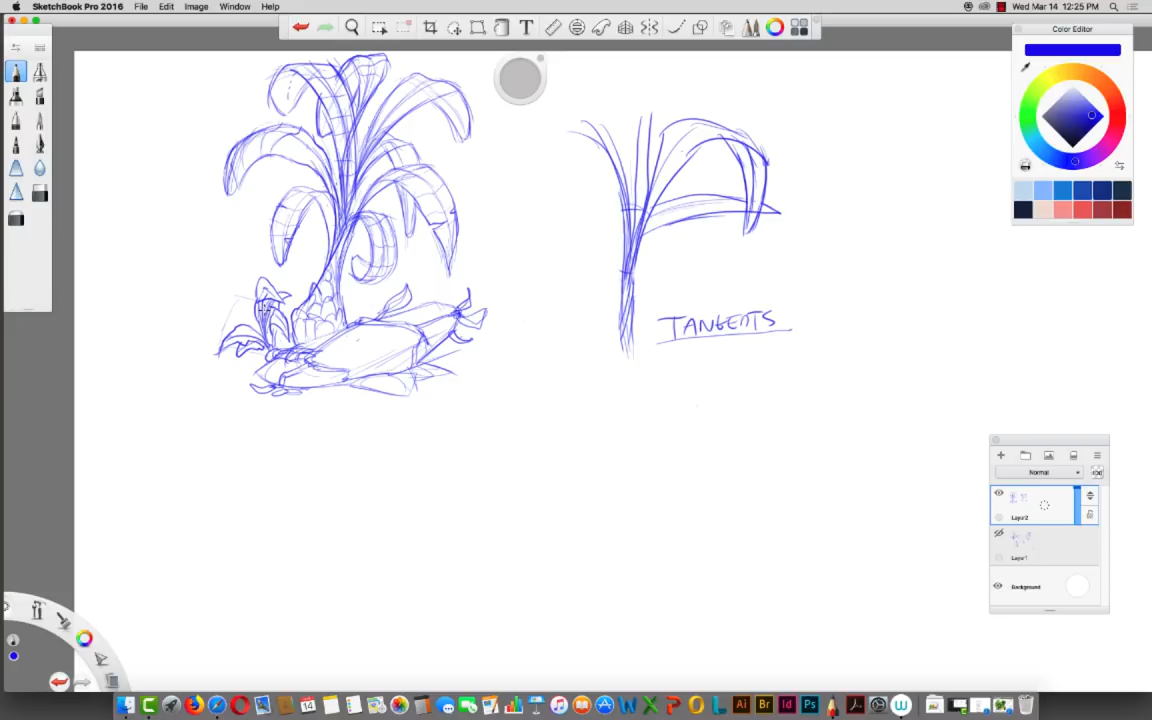 SketchBook Pro 2016 File Edit Image Window Help
Wed Mar 14 12:25 PM
Color Editor
TANGENTS
Normal
Layer2
Layer1
Background